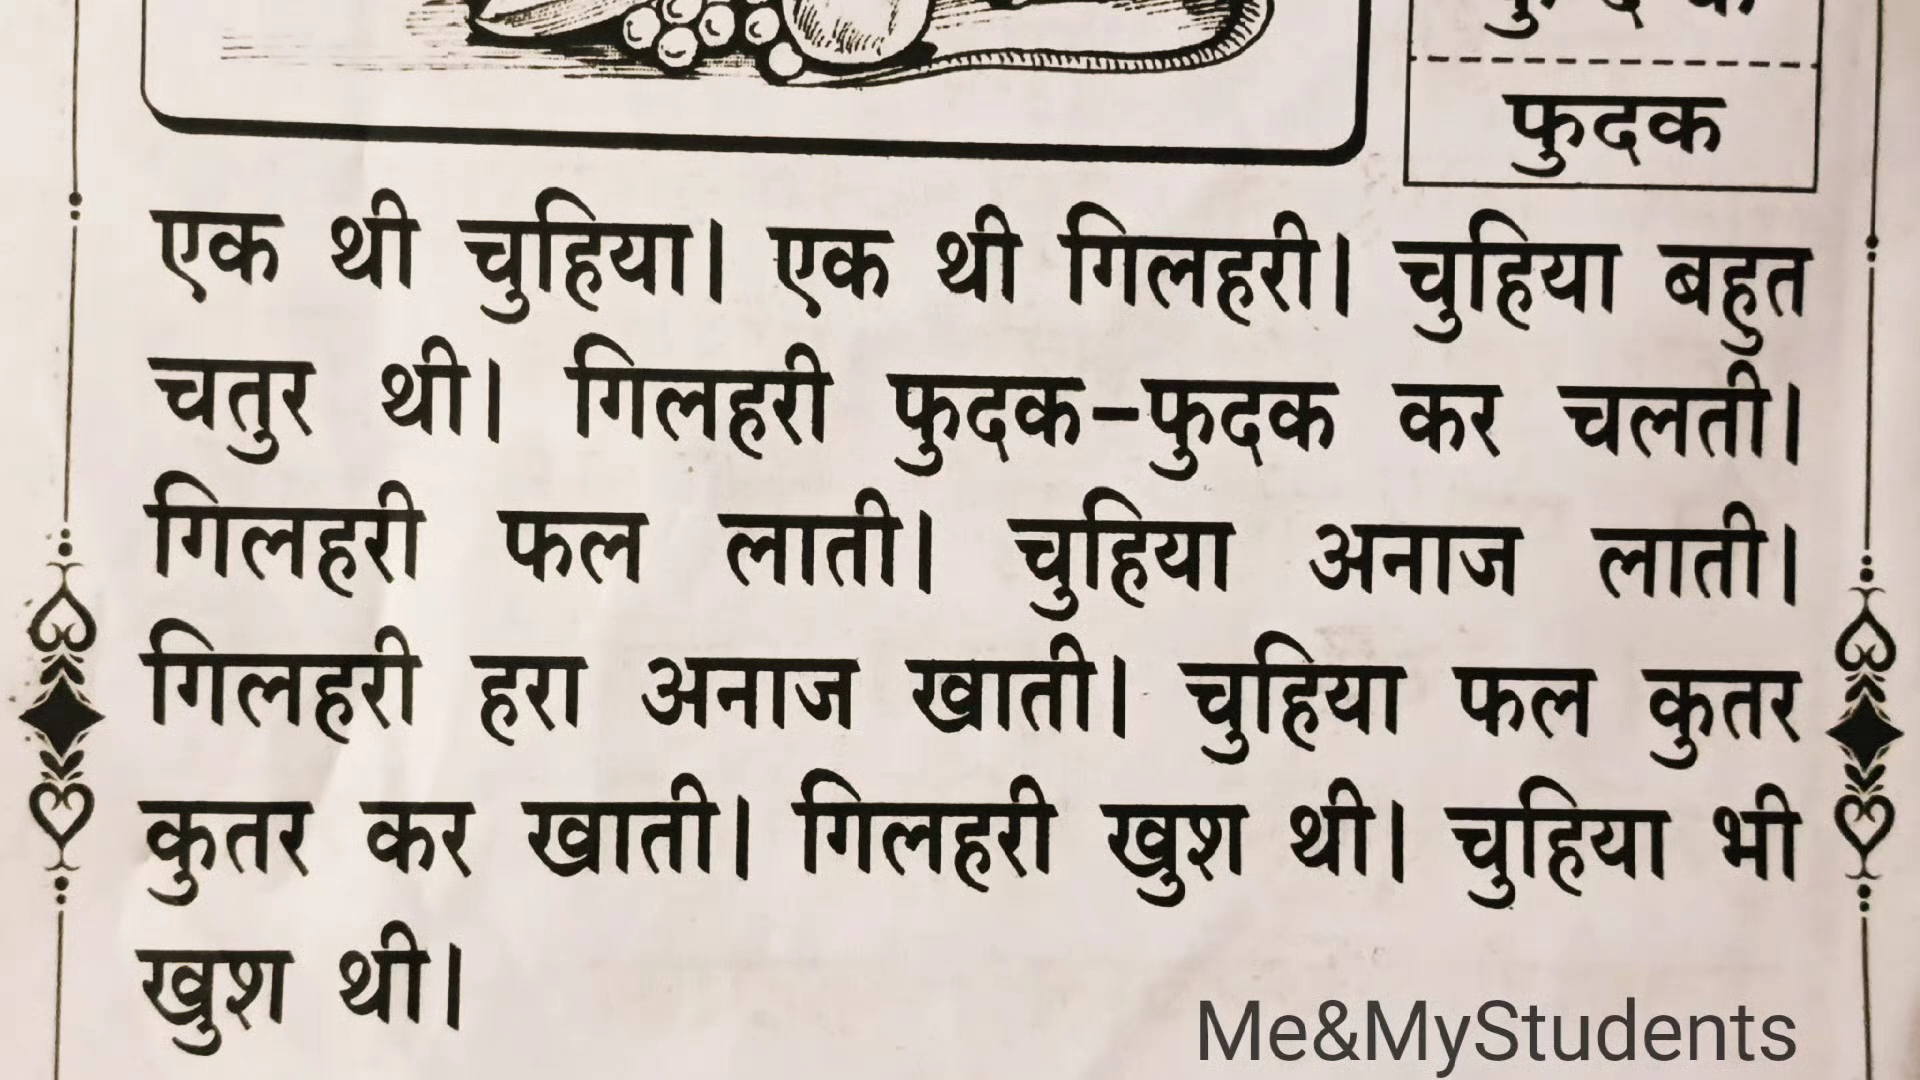 फुदक
एक थी चुहिया। एक थी गिलहरी। चुहिया बहुत
चतुर थी। गिलहरी फुदक-फुदक कर चलती।
गिलहरी फल लाती। चुहिया अनाज लाती।
गिलहरी हरा अनाज खाती। चुहिया फल कुतर
कुतर कर खाती। गिलहरी खुश थी। चुहिया भी
खुश थी।
Me&MyStudents